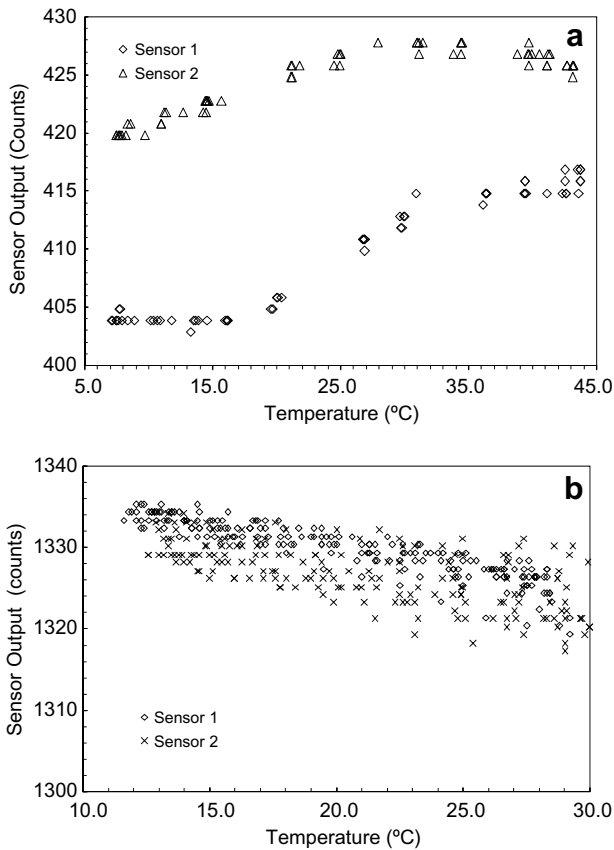 430
a
Sensor 1
Sensor 2
425
420
415
410
405
400
Sensor Output (Counts)
5.0 15.0 25.0 35.0 45.0
Temperature (ºC)
1340
b
1330
1320
1310
1300
Sensor Output (counts)
Sensor 1
Sensor 2
10.0 15.0 20.0 25.0 30.0
Temperature (ºC)